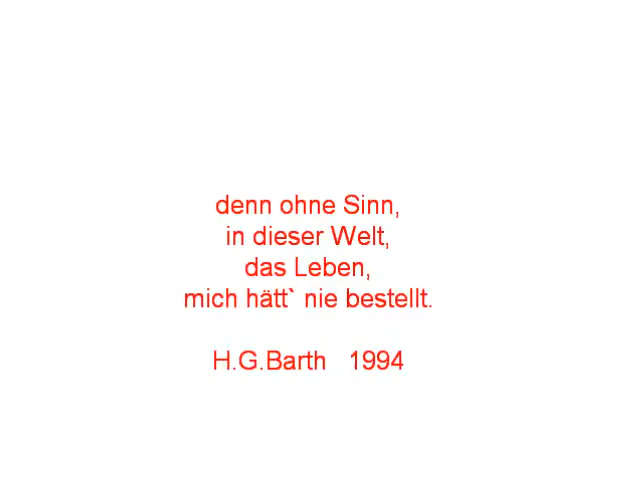 denn ohne Sinn,
in dieser Welt,
das Leben,
mich hätt` nie bestellt.
H.G.Barth 1994